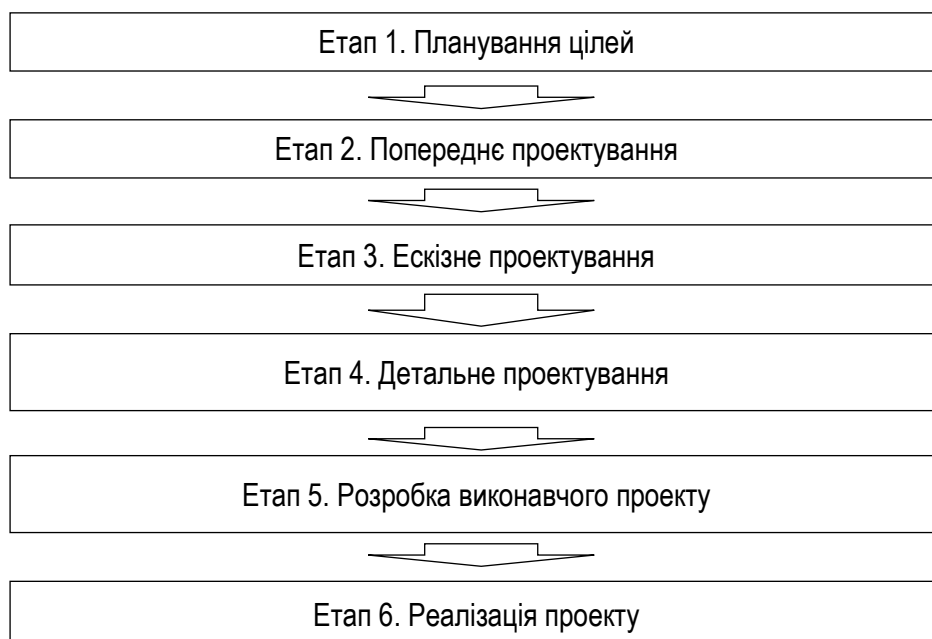 Етап 1. Планування цілей
Етап 2. Попереднє проектування
Етап 3. Ескізне проектування
Етап 4. Детальне проектування
Етап 5. Розробка виконавчого проекту
Етап 6. Реалізація проекту